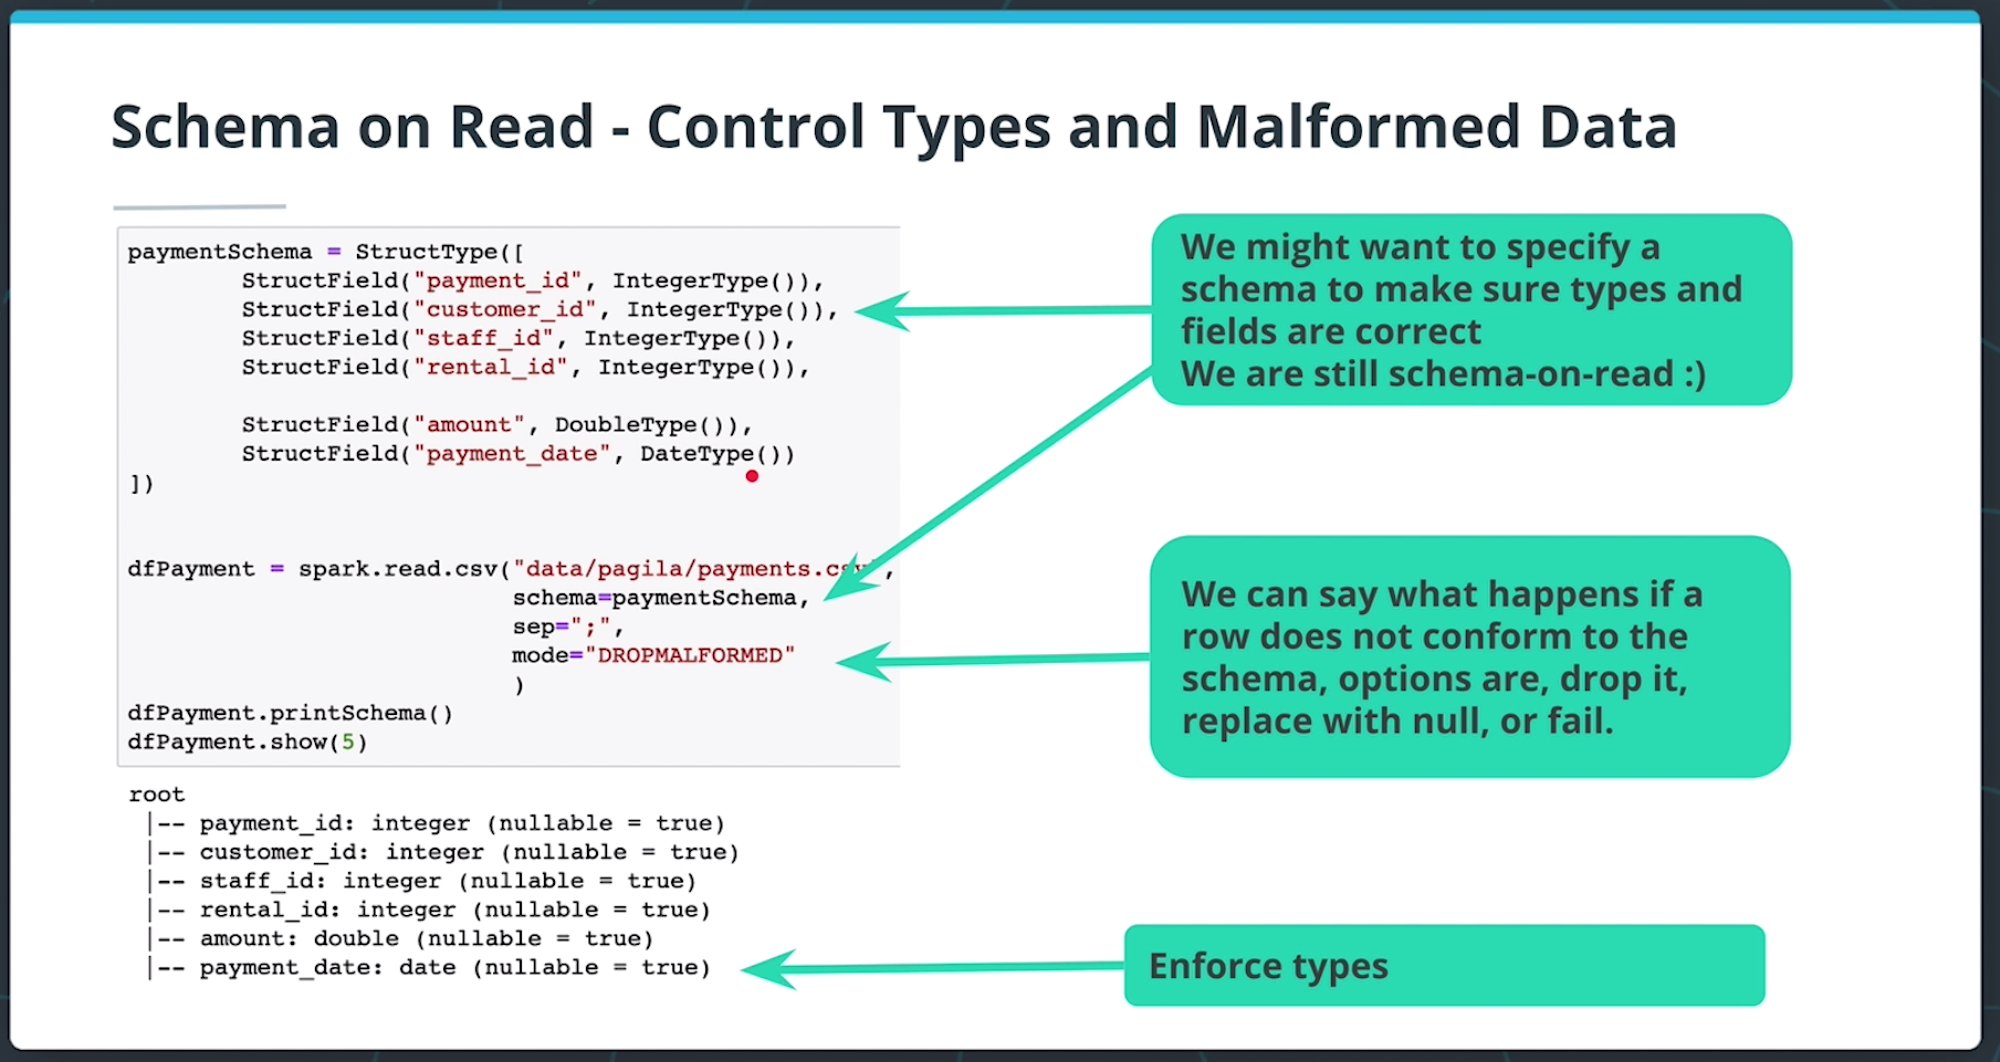 Schema on Read - Control Types and Malformed Data
paymentSchema = StructType([
StructField("payment_id", IntegerType()),
StructField("customer_id", IntegerType()),
StructField("staff_id", IntegerType()),
StructField("rental_id", IntegerType()),
StructField("amount", DoubleType()),
StructField("payment_date", DateType())
])
dfPayment = spark.read.csv("data/pagila/payments.csv",
schema=paymentSchema,
sep=";",
mode="DROPMALFORMED"
)
dfPayment.printSchema()
dfPayment.show(5)
root
|-- payment_id: integer (nullable = true)
|-- customer_id: integer (nullable = true)
|-- staff_id: integer (nullable = true)
|-- rental_id: integer (nullable = true)
|-- amount: double (nullable = true)
|-- payment_date: date (nullable = true)
We might want to specify a
schema to make sure types and
fields are correct
We are still schema-on-read :)
We can say what happens if a
row does not conform to the
schema, options are, drop it,
replace with null, or fail.
Enforce types